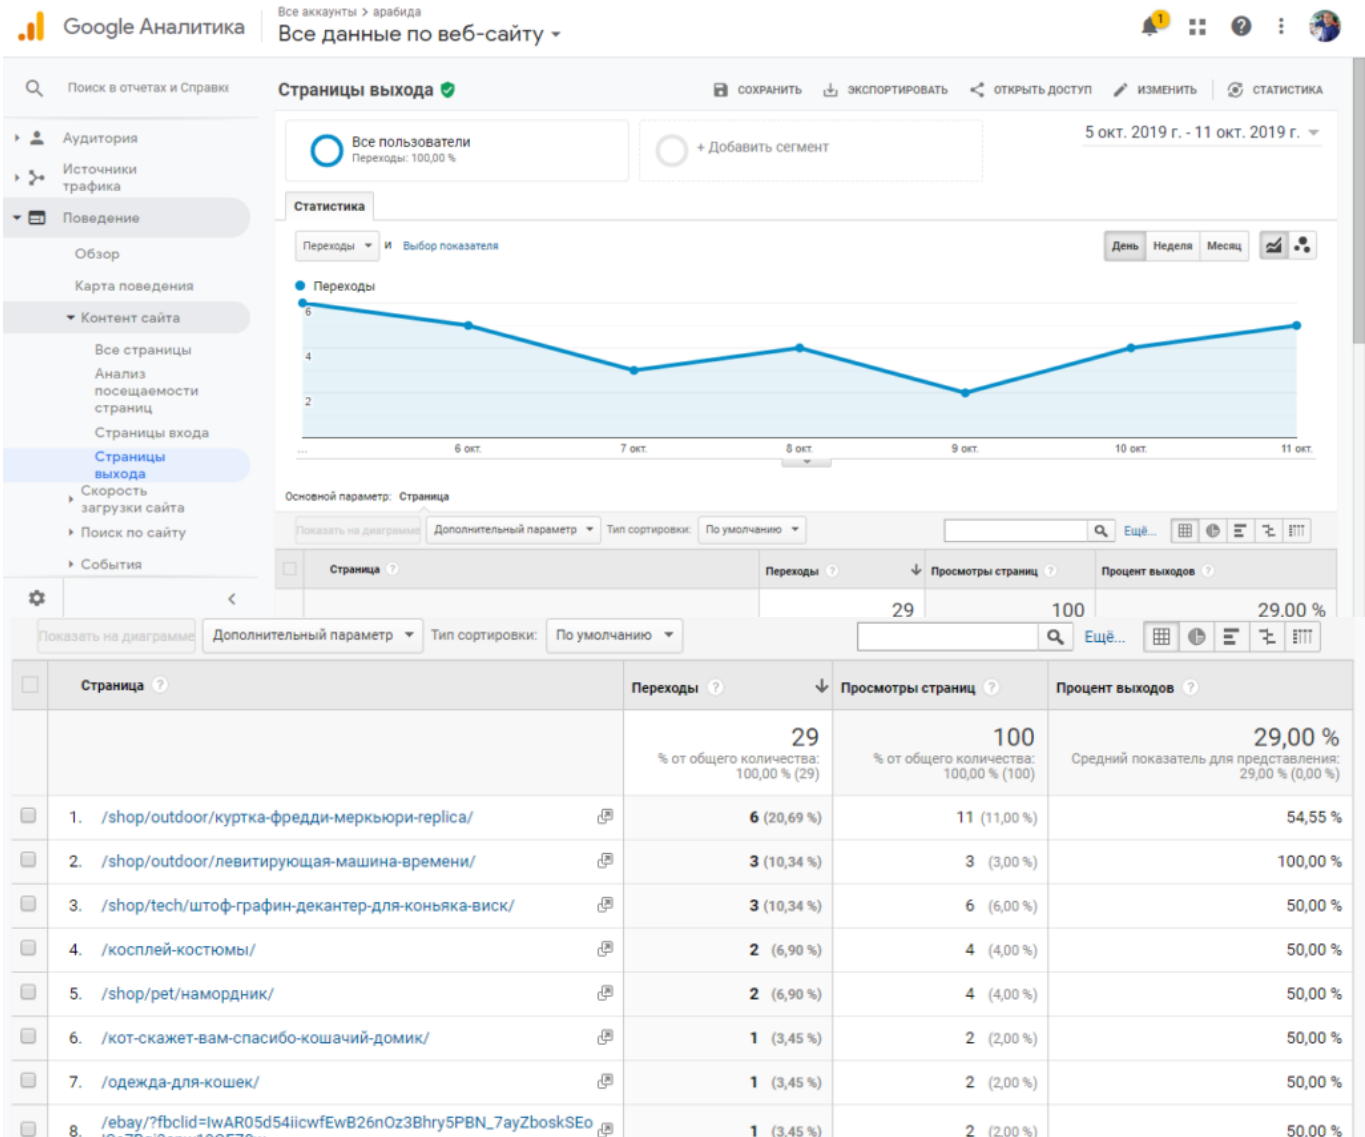 Google Аналитика
Все аккаунты > арабида
Все данные по веб-сайту
1
Поиск в отчетах и Справке
Аудитория
Источники
трафика
Поведение
Обзор
Карта поведения
Контент сайта
Все страницы
Анализ
посещаемости
страниц
Страницы входа
Страницы
выхода
Скорость
загрузки сайта
Поиск по сайту
События
Страницы выхода
СОХРАНИТЬ
ЭКСПОРТИРОВАТЬ
ОТКРЫТЬ ДОСТУП
ИЗМЕНИТЬ
СТАТИСТИКА
Все пользователи
Переходы: 100,00 %
+ Добавить сегмент
5 окт. 2019 г. - 11 окт. 2019 г.
Статистика
Переходы и Выбор показателя
День Неделя Месяц
Переходы
6
4
2
... 6 окт. 7 окт. 8 окт. 9 окт. 10 окт. 11 окт.
Основной параметр: Страница
Показать на диаграмме Дополнительный параметр Тип сортировки: По умолчанию Ещё...
Страница ? Переходы ? Просмотры страниц ? Процент выходов ?
29 100 29.00 %
Показать на диаграмме Дополнительный параметр Тип сортировки: По умолчанию Ещё...
Страница ? Переходы ? Просмотры страниц ? Процент выходов ?
29 100 29,00 %
% от общего количества: % от общего количества: Средний показатель для представления:
100,00 % (29) 100,00 % (100) 29,00 % (0,00 %)
1. /shop/outdoor/куртка-фредди-меркьюри-replica/ 6 (20,69 %) 11 (11,00 %) 54,55 %
2. /shop/outdoor/левитирующая-машина-времени/ 3 (10,34 %) 3 (3,00 %) 100,00 %
3. /shop/tech/штоф-графин-декантер-для-коньяка-виск/ 3 (10,34 %) 6 (6,00 %) 50,00 %
4. /косплей-костюмы/ 2 (6,90 %) 4 (4,00 %) 50,00 %
5. /shop/pet/намордник/ 2 (6,90 %) 4 (4,00 %) 50,00 %
6. /кот-скажет-вам-спасибо-кошачий-домик/ 1 (3,45 %) 2 (2,00 %) 50,00 %
7. /одежда-для-кошек/ 1 (3,45 %) 2 (2,00 %) 50,00 %
8. /ebay/?fbclid=IwAR05d54iicwfEwB26nOz3Bhry5PBN_7ayZboskSEo 1 (3,45 %) 2 (2,00 %) 50,00 %